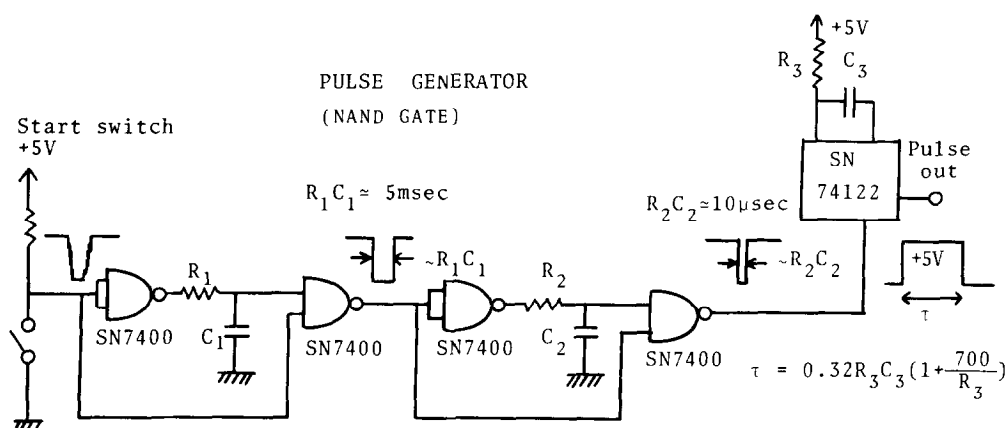 PULSE GENERATOR
(NAND GATE)
Start switch
+5V
R₁C₁ ≃ 5msec
~R₁C₁
R₂C₂≃10μsec
~R₂C₂
+5V
R₃
C₃
SN
74122
Pulse
out
+5V
τ
R₁
C₁
SN7400
SN7400
R₂
C₂
SN7400
SN7400
τ = 0.32R₃C₃(1+700/R₃)